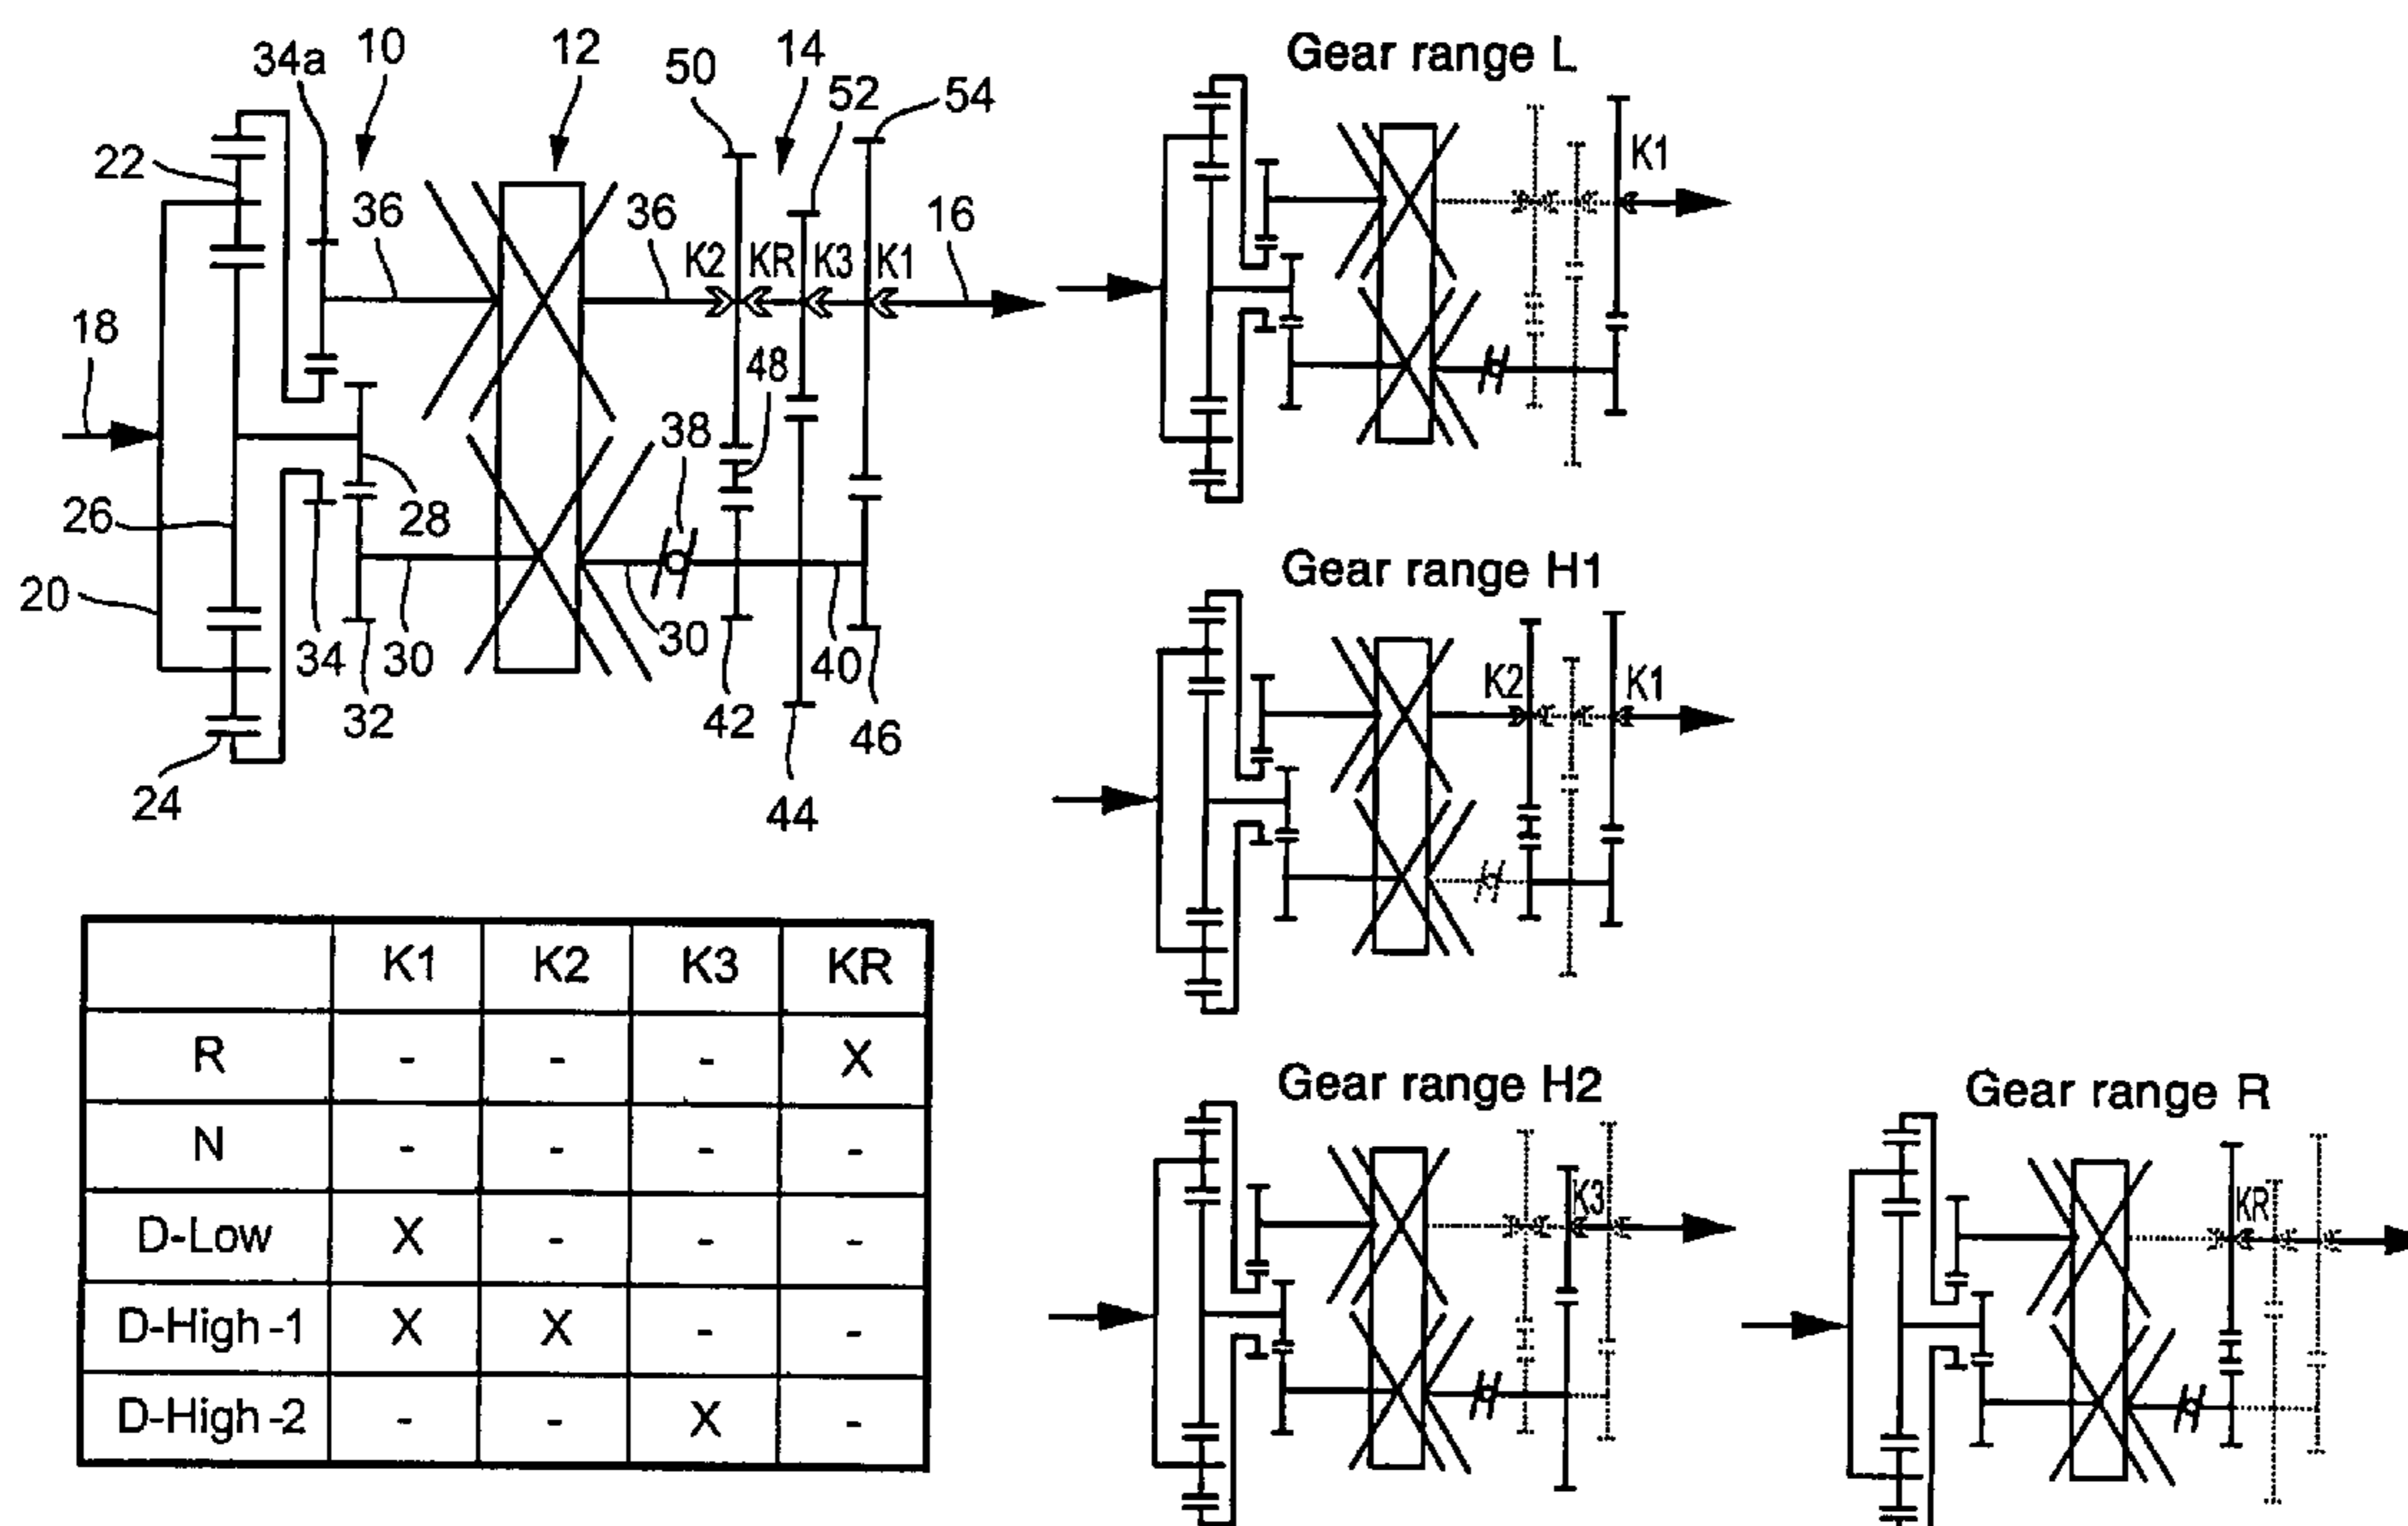 34a
10
12
50
14
52
54
22
36
36
K2
KR
K3
K1
16
18
48
38
26
28
20
34
30
32
30
40
42
46
24
44
Gear range L
K1
Gear range H1
K2
K1
Gear range H2
K3
Gear range R
KR
K1 K2 K3 KR
R - - - X
N - - - -
D-Low X - - -
D-High-1 X X - -
D-High-2 - - X -